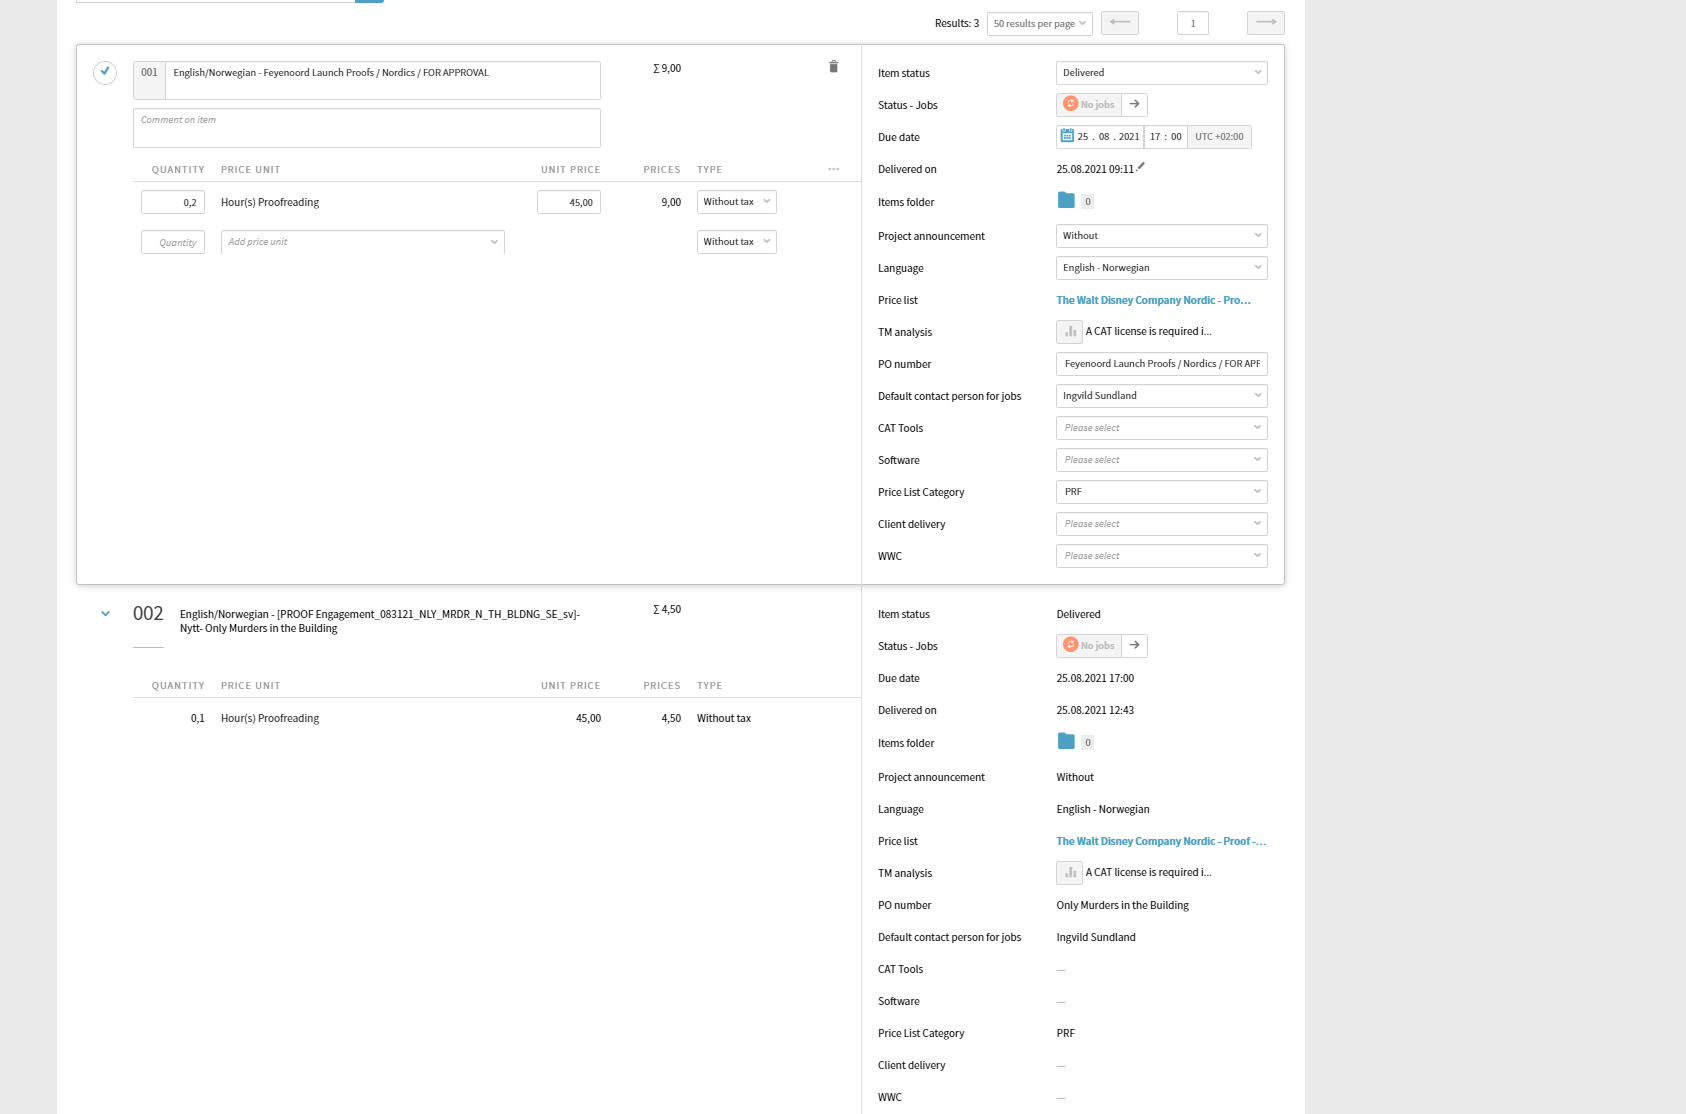 Results: 3 50 results per page 1
001 English/Norwegian - Feyenoord Launch Proofs / Nordics / FOR APPROVAL
∑ 9,00
Comment on item
QUANTITY PRICE UNIT UNIT PRICE PRICES TYPE ...
0,2 Hour(s) Proofreading 45,00 9,00 Without tax
Quantity Add price unit Without tax
Item status Delivered
Status - Jobs No jobs
Due date 25 . 08 . 2021 17 : 00 UTC +02:00
Delivered on 25.08.2021 09:11
Items folder 0
Project announcement Without
Language English - Norwegian
Price list The Walt Disney Company Nordic - Pro...
TM analysis A CAT license is required i...
PO number Feyenoord Launch Proofs / Nordics / FOR APF
Default contact person for jobs Ingvild Sundland
CAT Tools Please select
Software Please select
Price List Category PRF
Client delivery Please select
WWC Please select
002 English/Norwegian - [PROOF Engagement_083121_NLY_MRDR_N_TH_BLDNG_SE_sv]-
Nytt- Only Murders in the Building
∑ 4,50
QUANTITY PRICE UNIT UNIT PRICE PRICES TYPE
0,1 Hour(s) Proofreading 45,00 4,50 Without tax
Item status Delivered
Status - Jobs No jobs
Due date 25.08.2021 17:00
Delivered on 25.08.2021 12:43
Items folder 0
Project announcement Without
Language English - Norwegian
Price list The Walt Disney Company Nordic - Proof -...
TM analysis A CAT license is required i...
PO number Only Murders in the Building
Default contact person for jobs Ingvild Sundland
CAT Tools —
Software —
Price List Category PRF
Client delivery —
WWC —